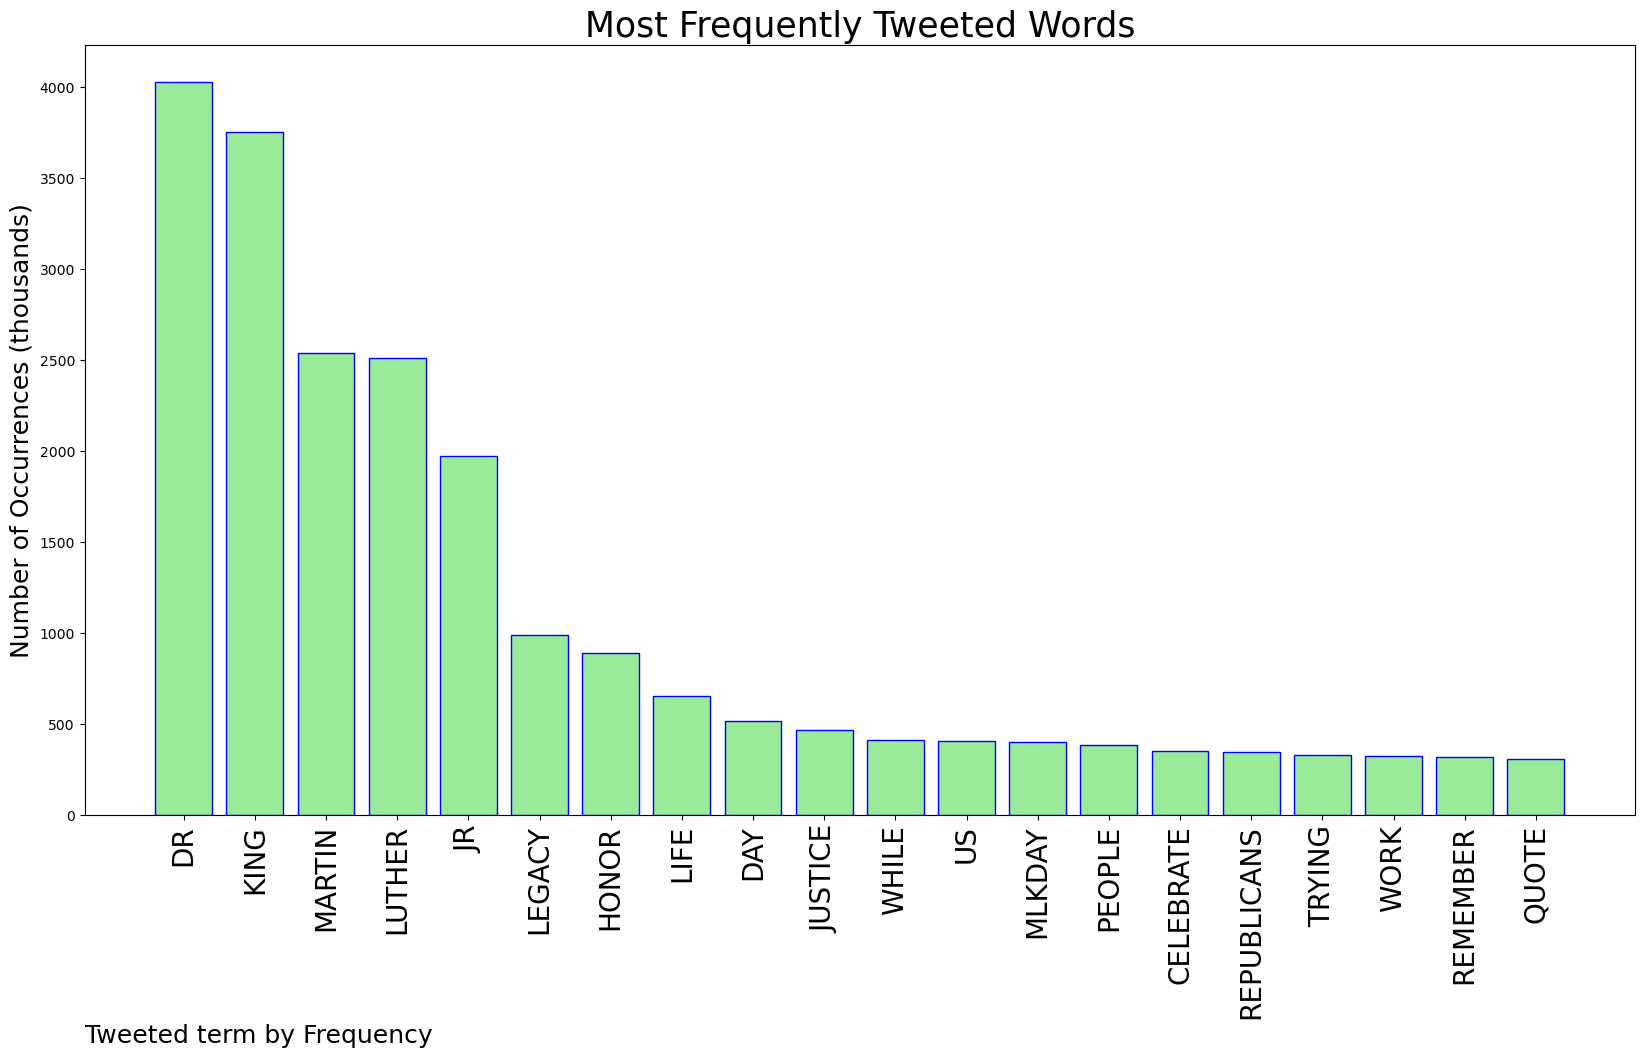 Most Frequently Tweeted Words
Number of Occurrences (thousands)
4000
3500
3000
2500
2000
1500
1000
500
0
DR
KING
MARTIN
LUTHER
JR
LEGACY
HONOR
LIFE
DAY
JUSTICE
WHILE
US
MLKDAY
PEOPLE
CELEBRATE
REPUBLICANS
TRYING
WORK
REMEMBER
QUOTE
Tweeted term by Frequency